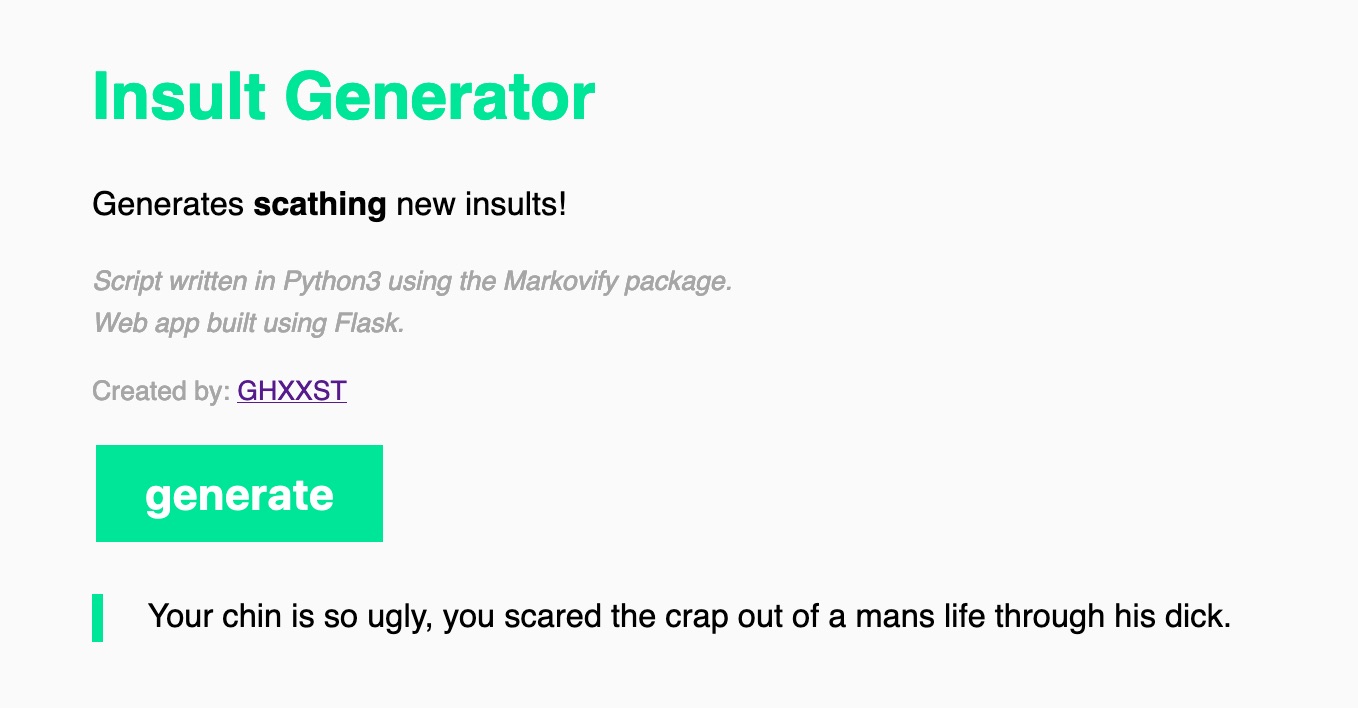 Insult Generator
Generates scathing new insults!
Script written in Python3 using the Markovify package.
Web app built using Flask.
Created by: GHXXST
generate
Your chin is so ugly, you scared the crap out of a mans life through his dick.